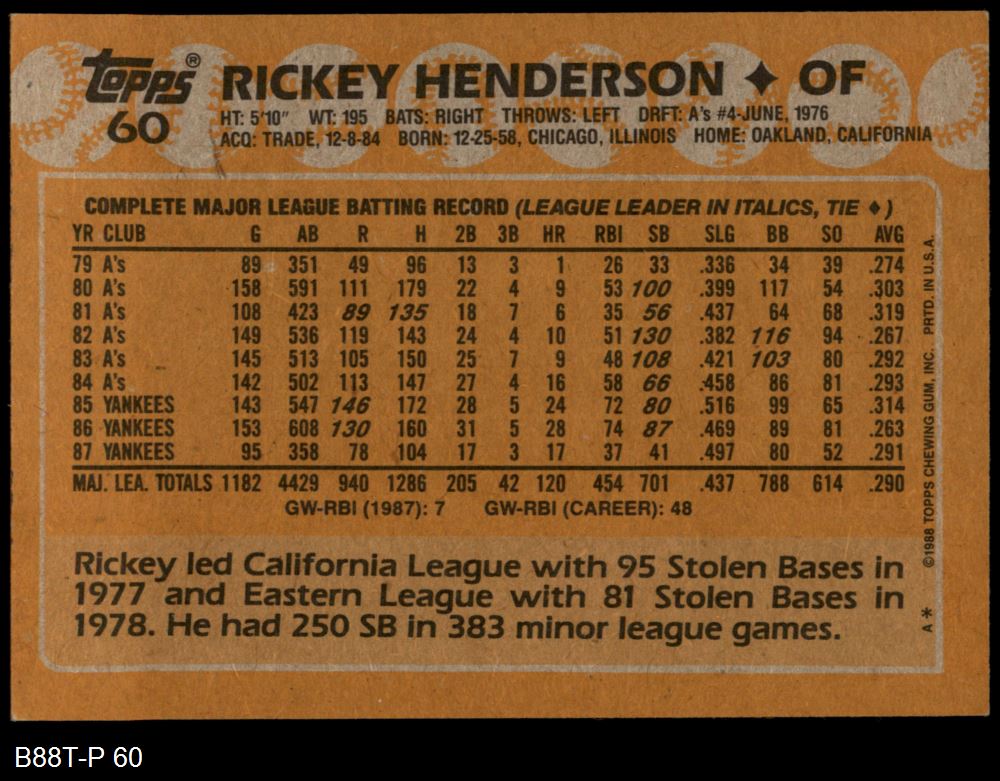 Topps® RICKEY HENDERSON ♦ OF
60 HT: 5'10" WT: 195 BATS: RIGHT THROWS: LEFT DRFT: A's #4-JUNE, 1976
ACQ: TRADE, 12-8-84 BORN: 12-25-58, CHICAGO, ILLINOIS HOME: OAKLAND, CALIFORNIA
COMPLETE MAJOR LEAGUE BATTING RECORD (LEAGUE LEADER IN ITALICS, TIE ♦)
YR CLUB G AB R H 2B 3B HR RBI SB SLG BB SO AVG
79 A's 89 351 49 96 13 3 1 26 33 .336 34 39 .274
80 A's 158 591 111 179 22 4 9 53 100 .399 117 54 .303
81 A's 108 423 89 135 18 7 6 35 56 .437 64 68 .319
82 A's 149 536 119 143 24 4 10 51 130 .382 116 94 .267
83 A's 145 513 105 150 25 7 9 48 108 .421 103 80 .292
84 A's 142 502 113 147 27 4 16 58 66 .458 86 81 .293
85 YANKEES 143 547 146 172 28 5 24 72 80 .516 99 65 .314
86 YANKEES 153 608 130 160 31 5 28 74 87 .469 89 81 .263
87 YANKEES 95 358 78 104 17 3 17 37 41 .497 80 52 .291
MAJ. LEA. TOTALS 1182 4429 940 1286 205 42 120 454 701 .437 788 614 .290
GW-RBI (1987): 7 GW-RBI (CAREER): 48
Rickey led California League with 95 Stolen Bases in
1977 and Eastern League with 81 Stolen Bases in
1978. He had 250 SB in 383 minor league games.
©1988 TOPPS CHEWING GUM, INC. PRTD. IN U.S.A.
A *
B88T-P 60